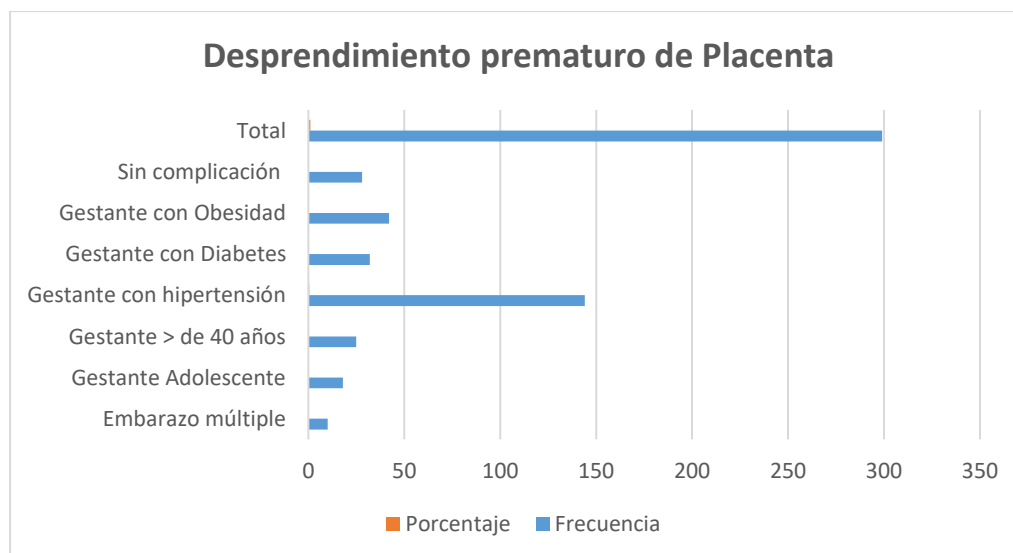 Desprendimiento prematuro de Placenta
Total
Sin complicación
Gestante con Obesidad
Gestante con Diabetes
Gestante con hipertensión
Gestante > de 40 años
Gestante Adolescente
Embarazo múltiple
0 50 100 150 200 250 300 350
Porcentaje Frecuencia